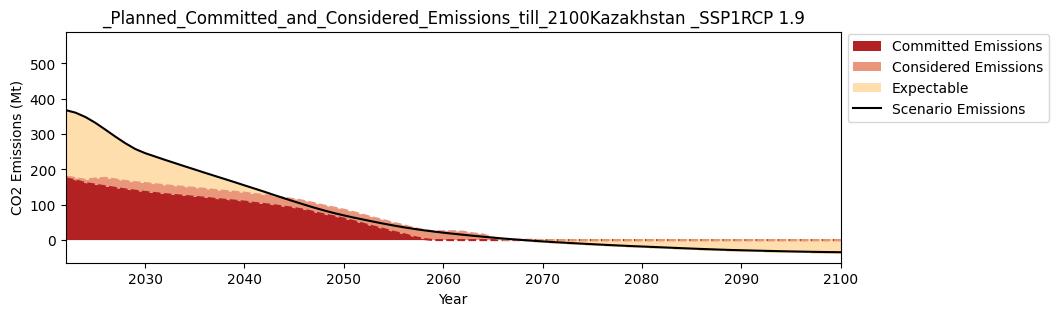 _Planned_Committed_and_Considered_Emissions_till_2100Kazakhstan _SSP1RCP 1.9
CO2 Emissions (Mt)
500
400
300
200
100
0
2030 2040 2050 2060 2070 2080 2090 2100
Year
Committed Emissions
Considered Emissions
Expectable
Scenario Emissions